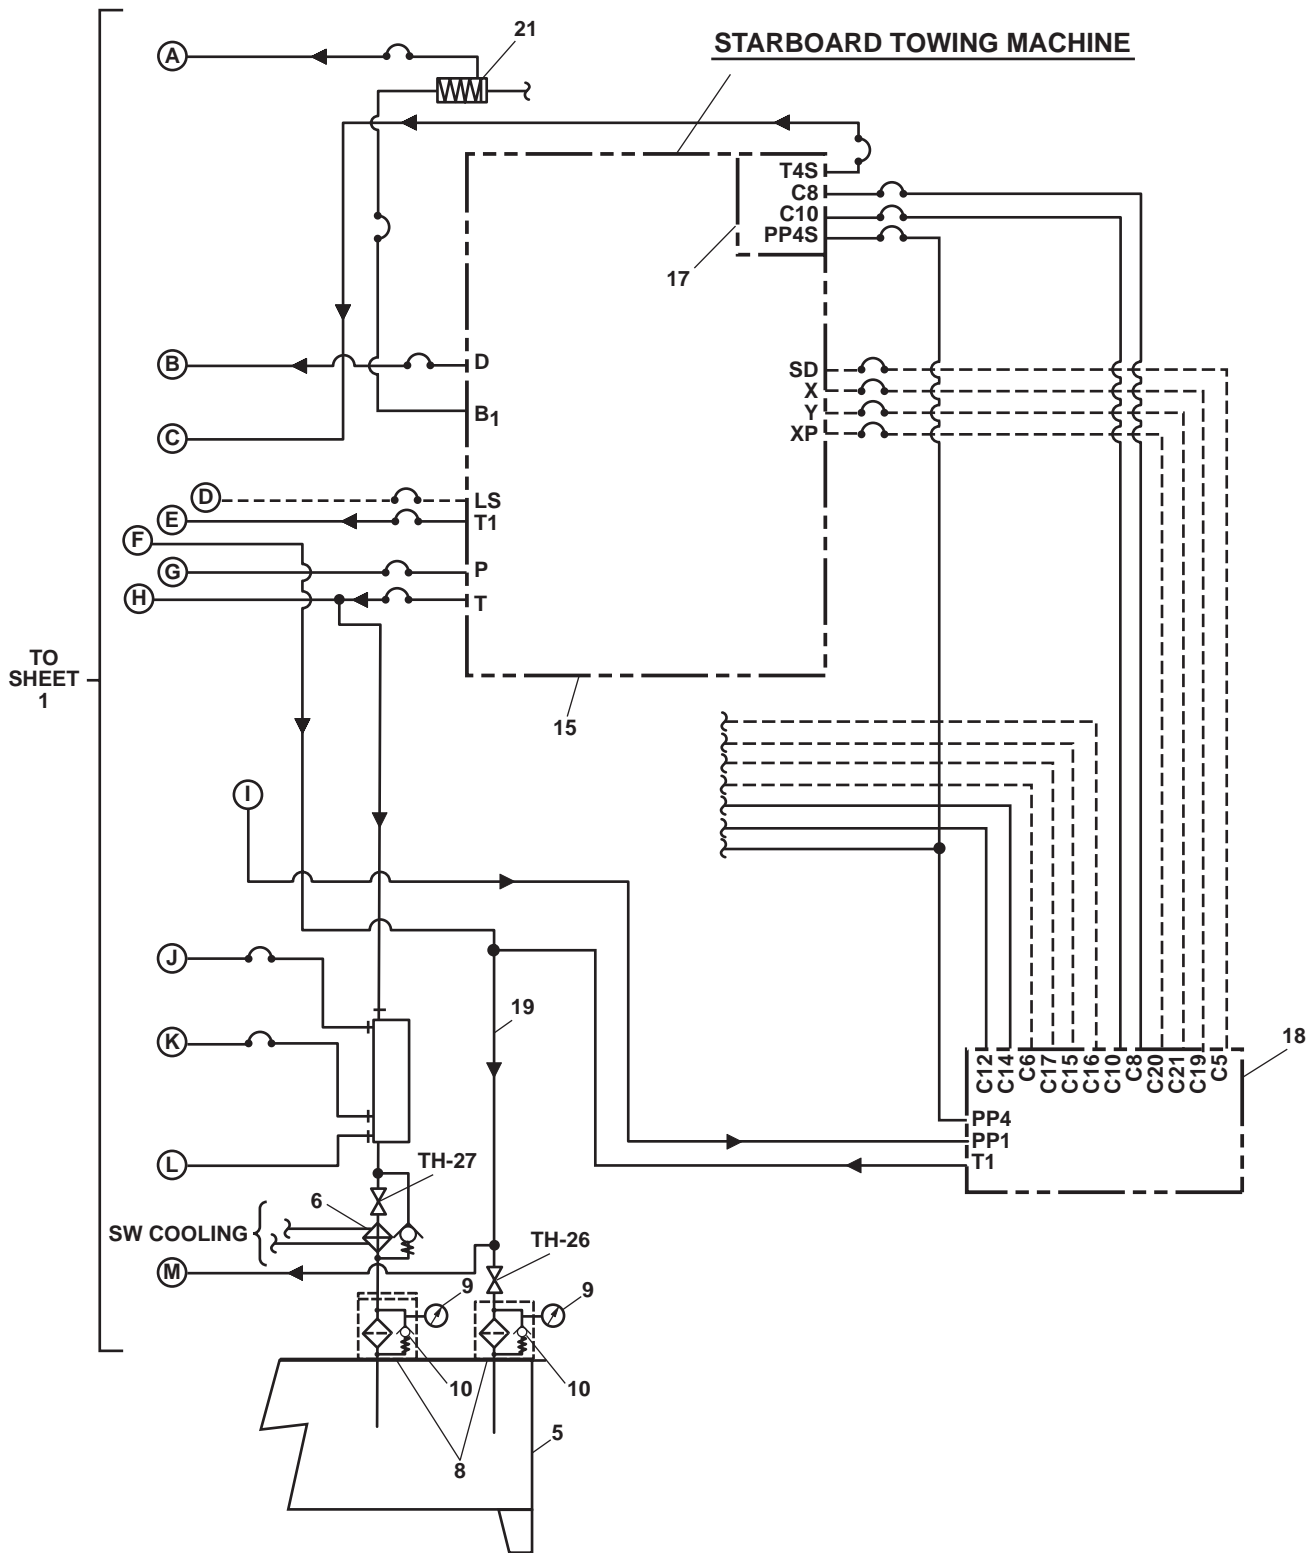 21
STARBOARD TOWING MACHINE
A
T4S
C8
C10
PP4S
17
B
D
SD
X
Y
XP
B1
C
D
LS
E
T1
F
G
P
H
T
TO
SHEET
1
15
I
J
19
K
18
C12
C14
C6
C17
C15
C16
C10
C8
C20
C21
C19
C5
PP4
PP1
T1
L
TH-27
6
SW COOLING
TH-26
M
9
9
10
10
5
8